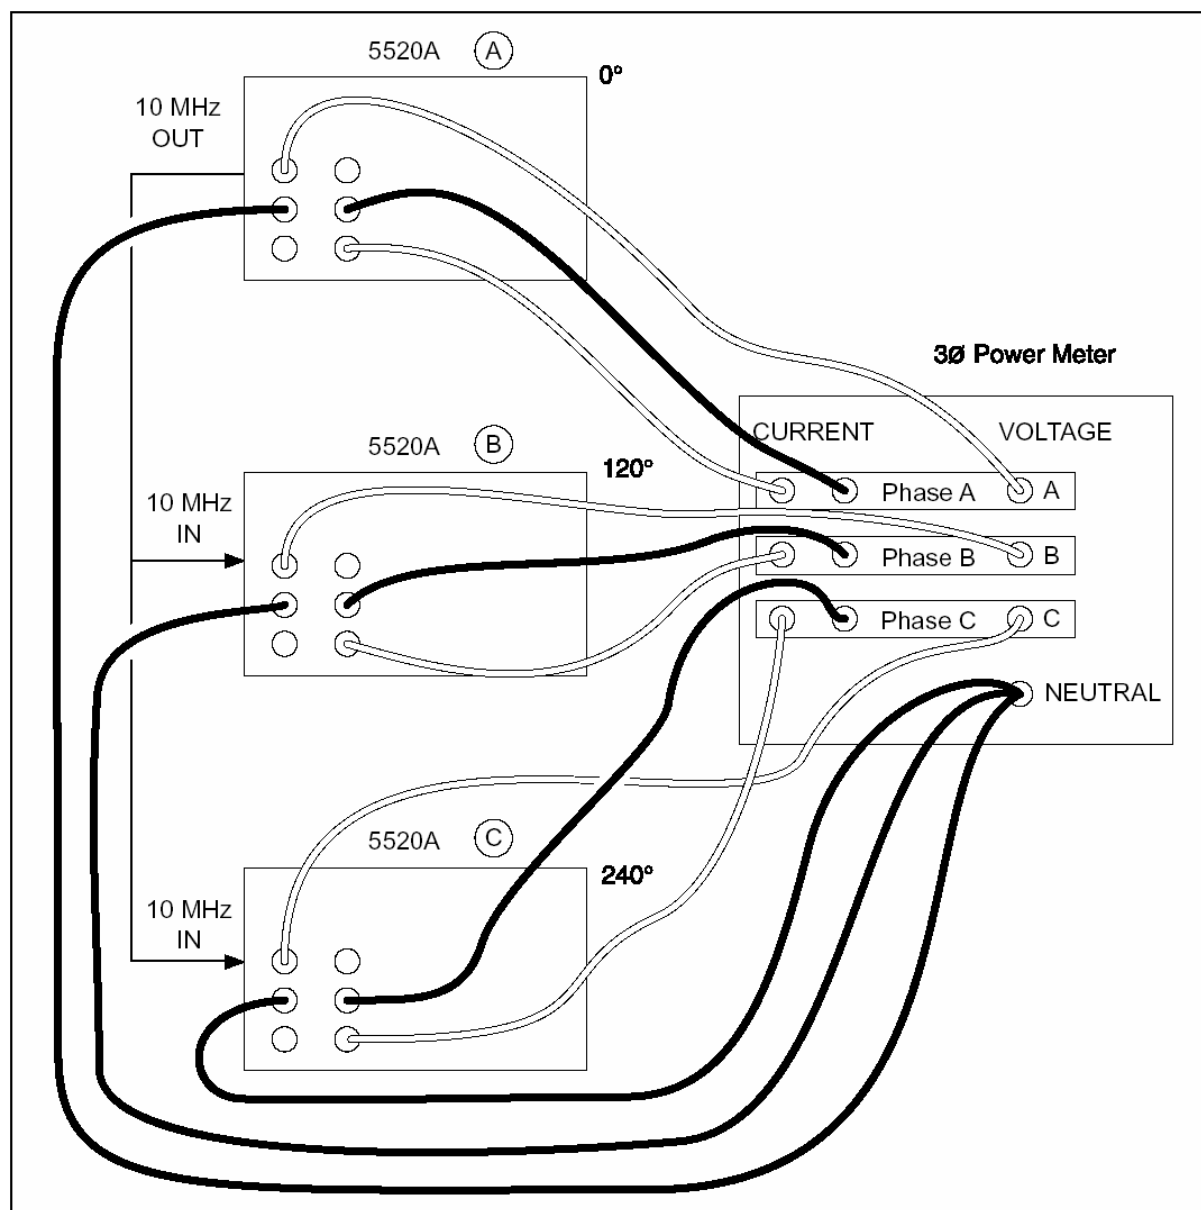 5520A A
0°
10 MHz
OUT
3Ø Power Meter
CURRENT VOLTAGE
5520A B
120°
Phase A A
10 MHz
IN
Phase B B
Phase C C
NEUTRAL
5520A C
240°
10 MHz
IN